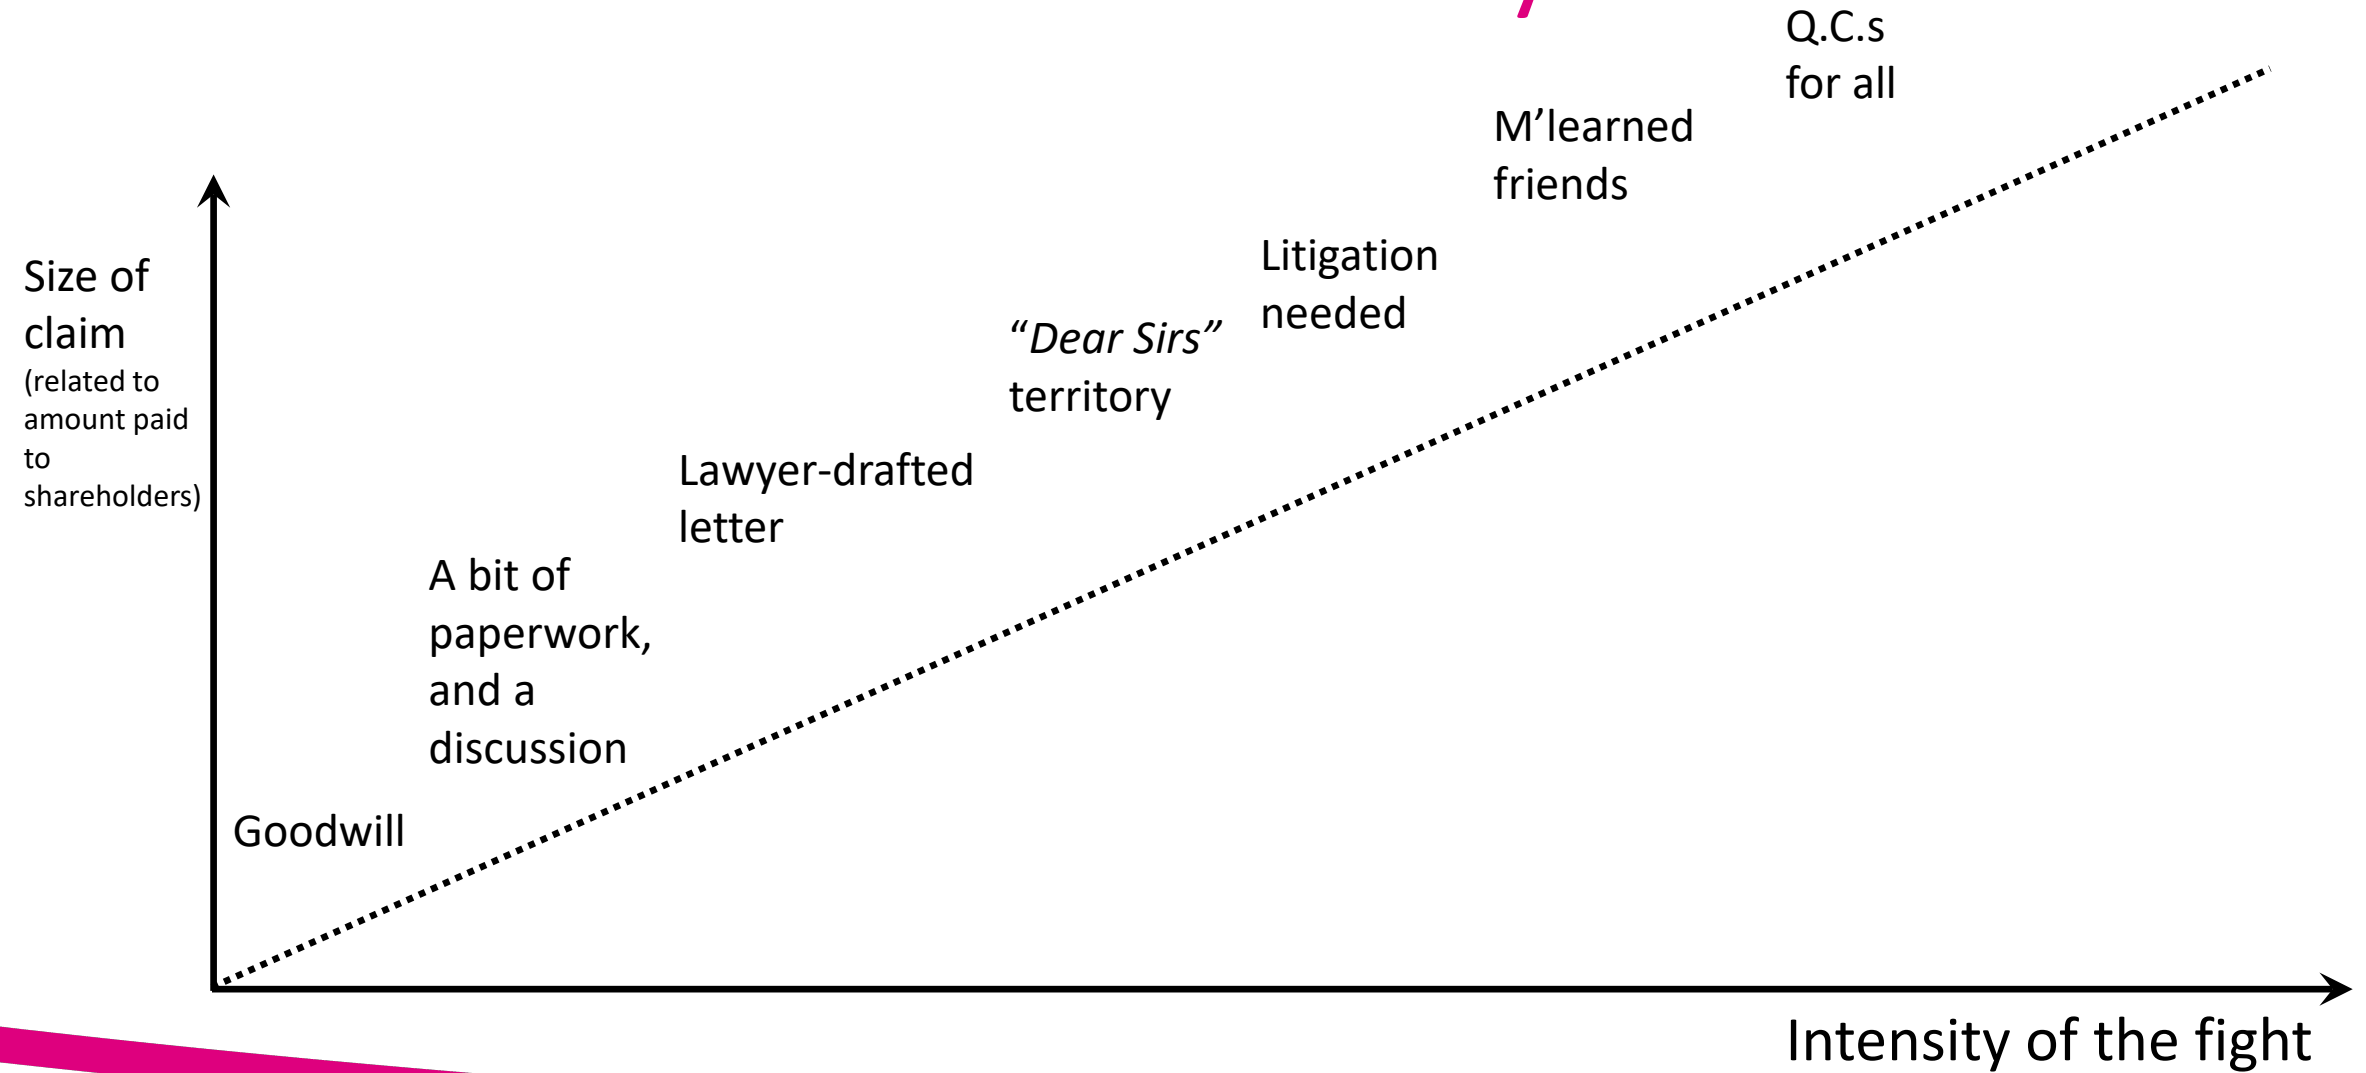 Q.C.s
for all
M’learned
friends
Litigation
needed
“Dear Sirs”
territory
Lawyer-drafted
letter
A bit of
paperwork,
and a
discussion
Goodwill
Size of
claim
(related to
amount paid
to
shareholders)
Intensity of the fight